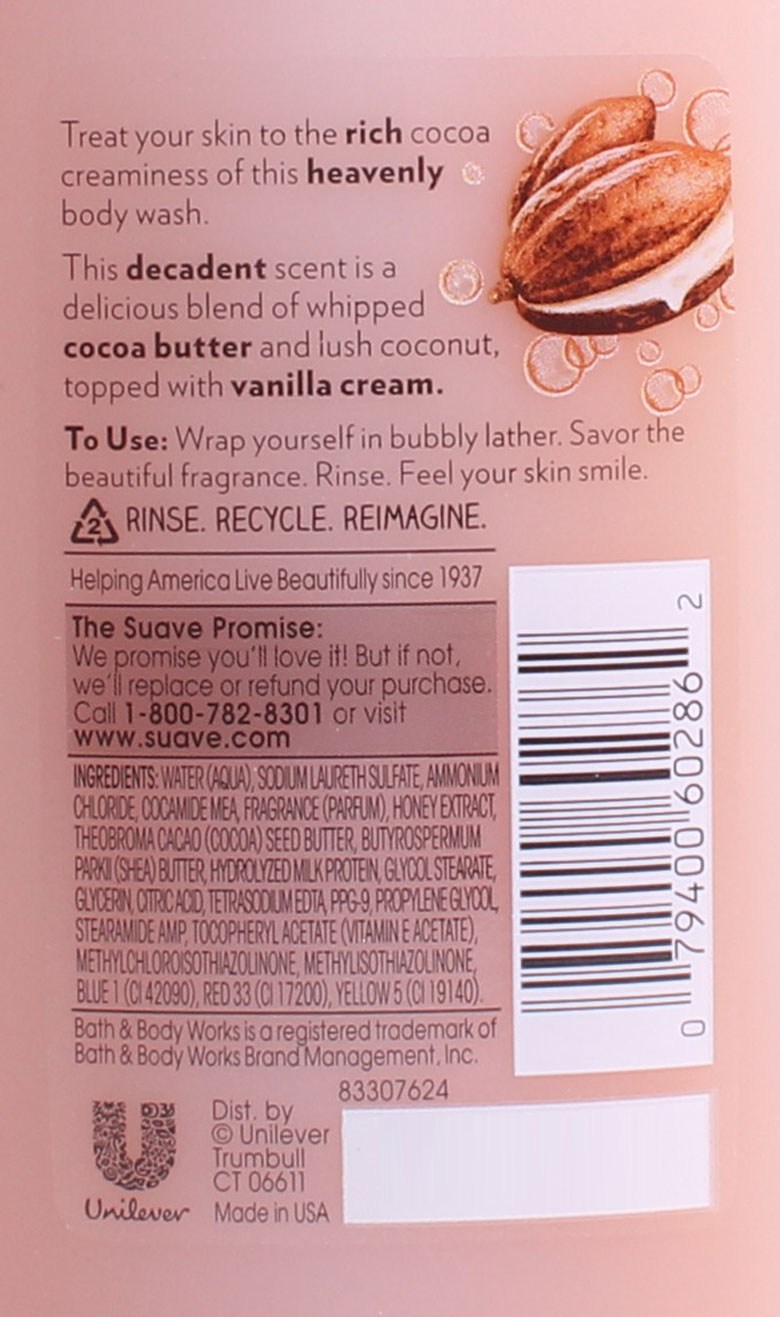 Treat your skin to the rich cocoa
creaminess of this heavenly
body wash.
This decadent scent is a
delicious blend of whipped
cocoa butter and lush coconut,
topped with vanilla cream.
To Use: Wrap yourself in bubbly lather. Savor the
beautiful fragrance. Rinse. Feel your skin smile.
2 RINSE. RECYCLE. REIMAGINE.
Helping America Live Beautifully since 1937
The Suave Promise:
We promise you'll love it! But if not,
we'll replace or refund your purchase.
Call 1-800-782-8301 or visit
www.suave.com
INGREDIENTS: WATER (AQUA), SODIUM LAURETH SULFATE, AMMONIUM
CHLORIDE, COCAMIDE MEA, FRAGRANCE (PARFUM), HONEY EXTRACT,
THEOBROMA CACAO (COCOA) SEED BUTTER, BUTYROSPERMUM
PARKII (SHEA) BUTTER, HYDROLYZED MILK PROTEIN, GLYCOL STEARATE,
GLYCERIN, CITRIC ACID, TETRASODIUM EDTA, PPG-9, PROPYLENE GLYCOL,
STEARAMIDE AMP, TOCOPHERYL ACETATE (VITAMIN E ACETATE),
METHYLCHLOROISOTHIAZOLINONE, METHYLISOTHIAZOLINONE,
BLUE 1 (CI 42090), RED 33 (CI 17200), YELLOW 5 (CI 19140).
Bath & Body Works is a registered trademark of
Bath & Body Works Brand Management, Inc.
83307624
Dist. by
© Unilever
Trumbull
CT 06611
Made in USA
Unilever
0 79400 60286 2